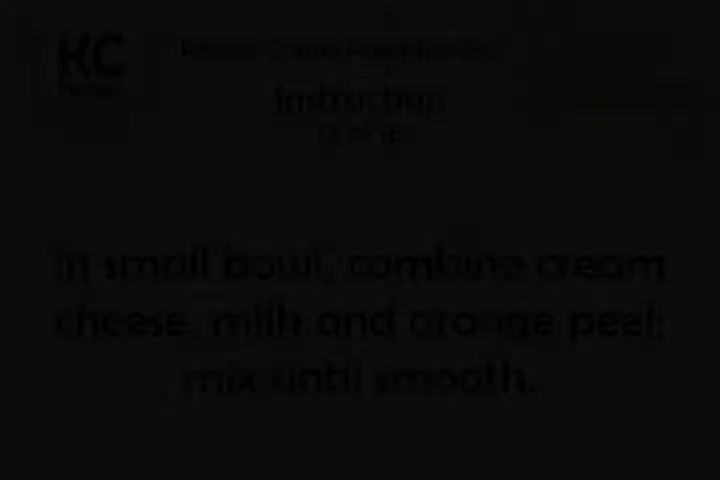 KC
Instruction
In small bowl, combine cream
cheese, milk and orange peel;
mix until smooth.